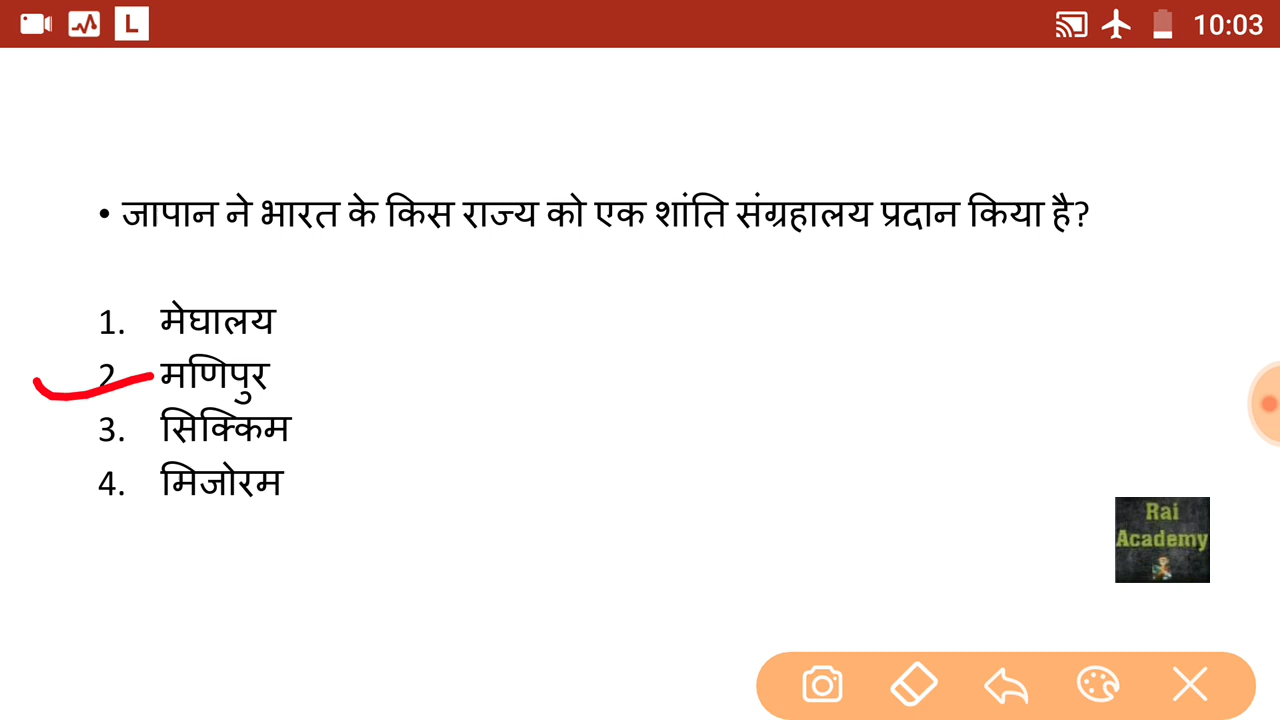 L 10:03
• जापान ने भारत के किस राज्य को एक शांति संग्रहालय प्रदान किया है?
1. मेघालय
2 मणिपुर
3. सिक्किम
4. मिजोरम
Rai
Academy